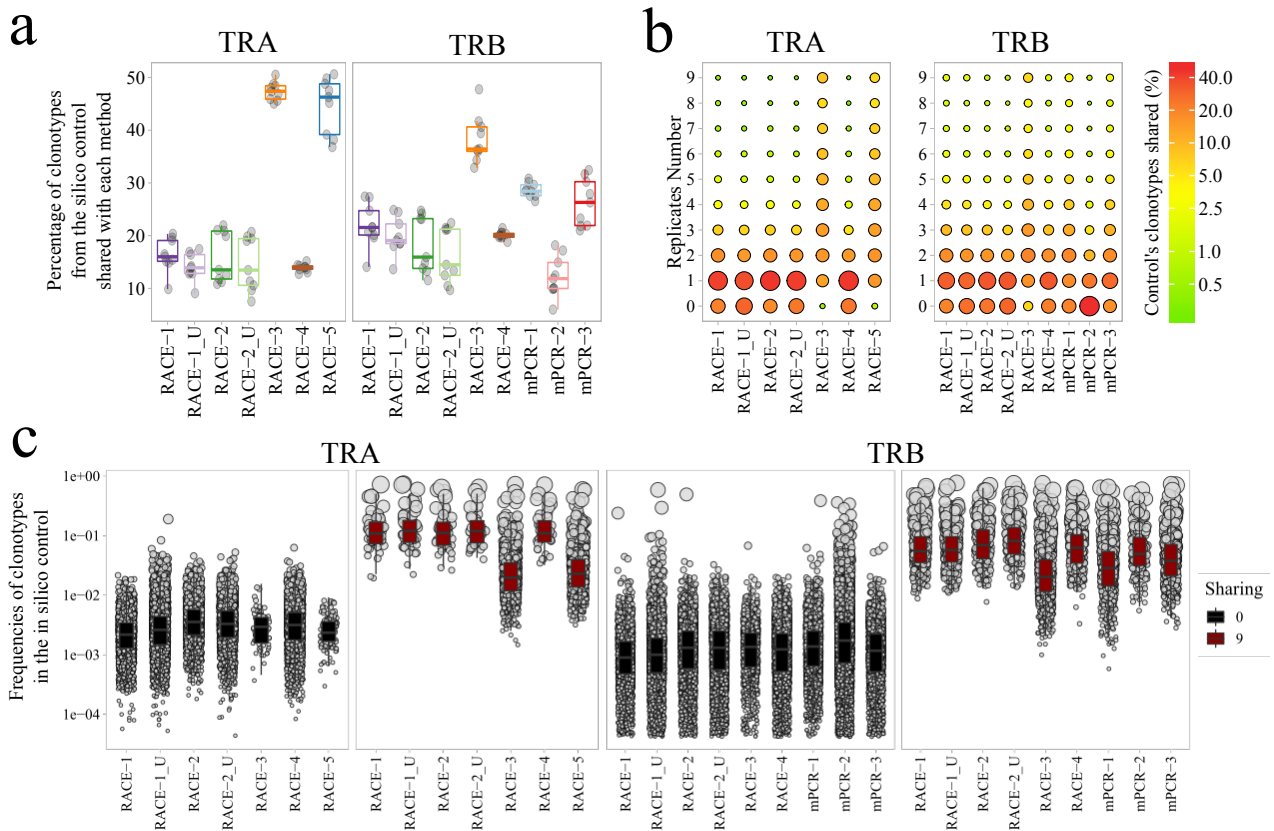 a
TRA
TRB
Percentage of clonotypes
from the silico control
shared with each method
50
40
30
20
10
RACE−1
RACE−1_U
RACE−2
RACE−2_U
RACE−3
RACE−4
RACE−5
RACE−1
RACE−1_U
RACE−2
RACE−2_U
RACE−3
RACE−4
mPCR−1
mPCR−2
mPCR−3
b
TRA
TRB
Replicates Number
9
8
7
6
5
4
3
2
1
0
RACE−1
RACE−1_U
RACE−2
RACE−2_U
RACE−3
RACE−4
RACE−5
9
8
7
6
5
4
3
2
1
0
RACE−1
RACE−1_U
RACE−2
RACE−2_U
RACE−3
RACE−4
mPCR−1
mPCR−2
mPCR−3
Control's clonotypes shared (%)
40.0
20.0
10.0
5.0
2.5
1.0
0.5
c
TRA
TRB
Frequencies of clonotypes
in the in silico control
1e+00
1e−01
1e−02
1e−03
1e−04
RACE−1
RACE−1_U
RACE−2
RACE−2_U
RACE−3
RACE−4
RACE−5
RACE−1
RACE−1_U
RACE−2
RACE−2_U
RACE−3
RACE−4
RACE−5
RACE−1
RACE−1_U
RACE−2
RACE−2_U
RACE−3
RACE−4
mPCR−1
mPCR−2
mPCR−3
RACE−1
RACE−1_U
RACE−2
RACE−2_U
RACE−3
RACE−4
mPCR−1
mPCR−2
mPCR−3
Sharing
0
9